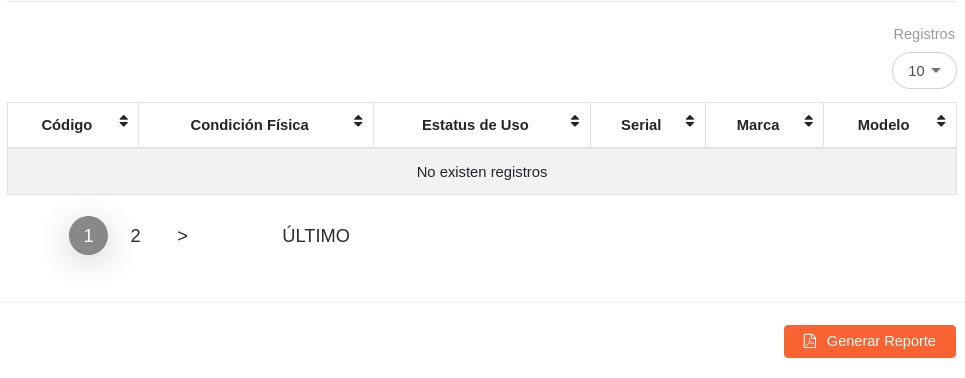 Registros
10
Código Condición Física Estatus de Uso Serial Marca Modelo
No existen registros
1 2 > ÚLTIMO
Generar Reporte